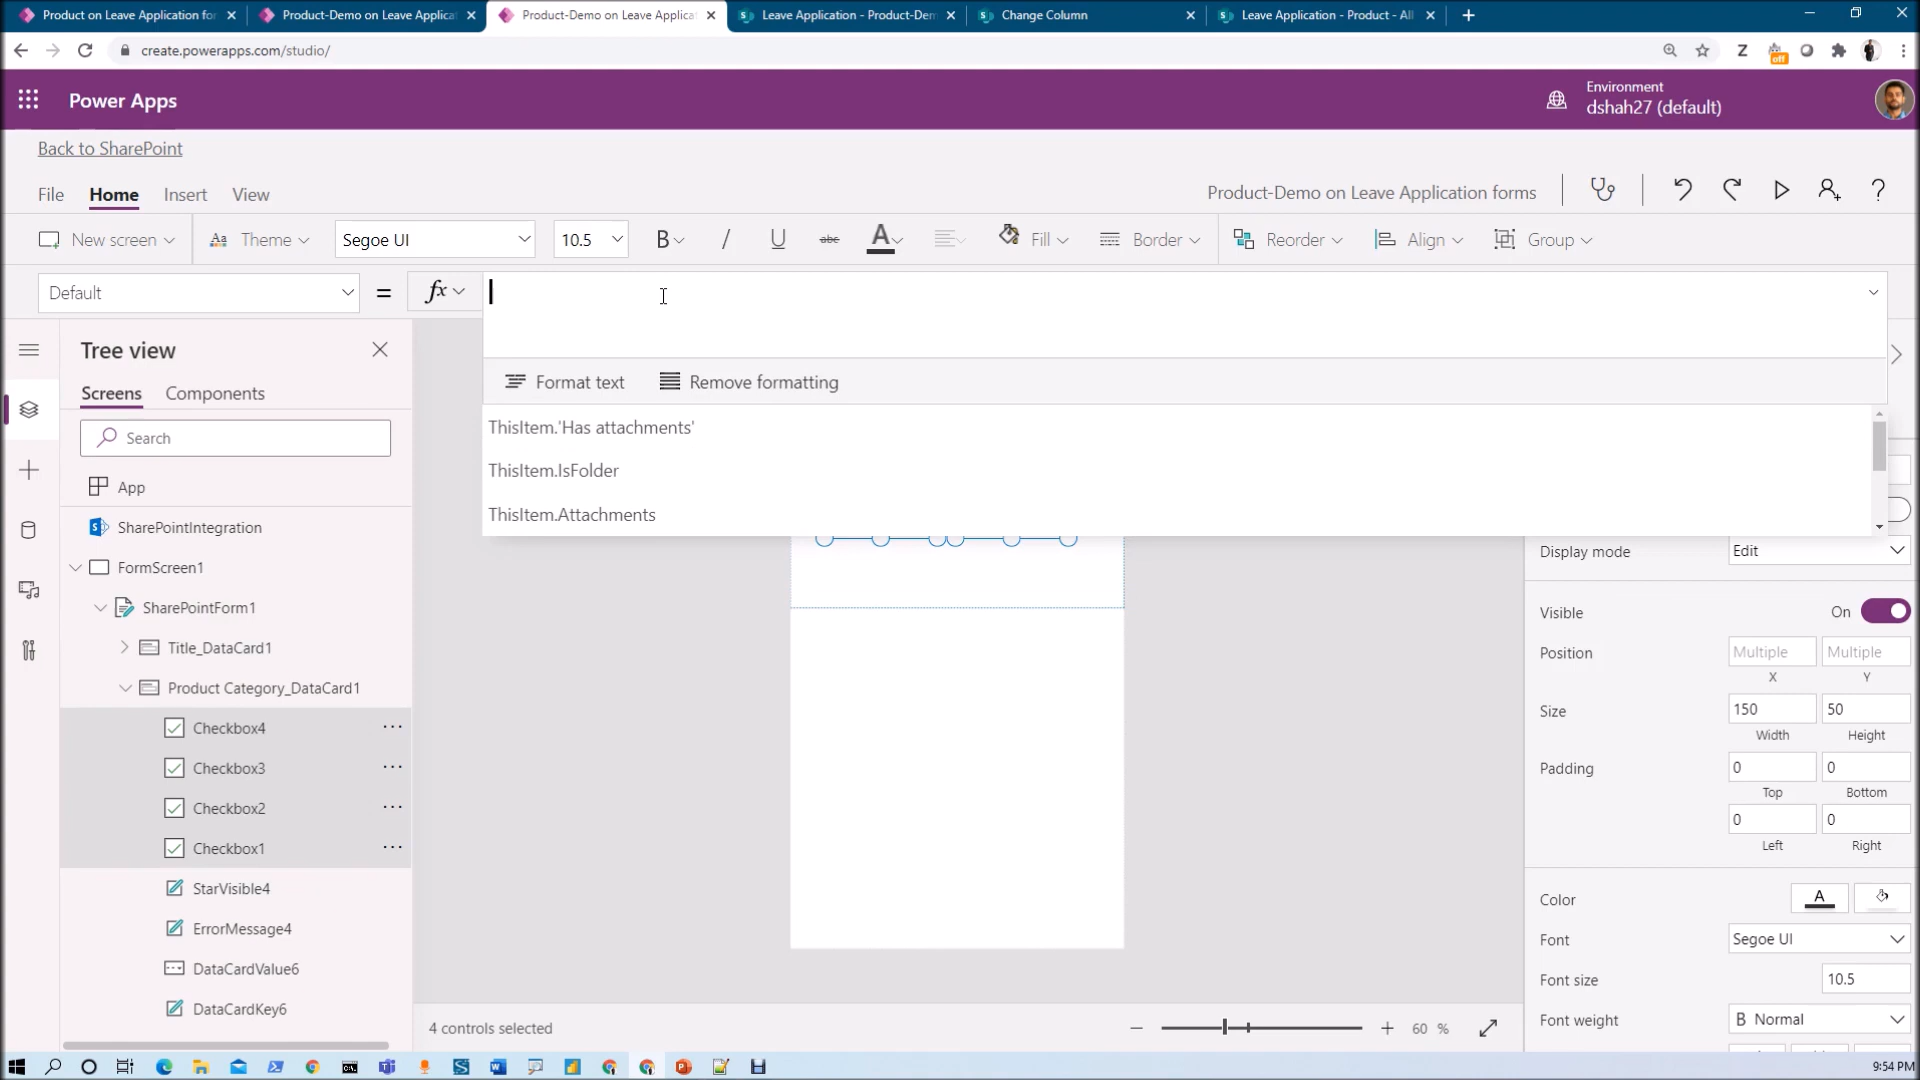 Product on Leave Application for
Product-Demo on Leave Applica
Product-Demo on Leave Applica
Leave Application - Product-Dem
Change Column
Leave Application - Product - All
create.powerapps.com/studio/
Z
off
Power Apps
Environment
dshah27 (default)
Back to SharePoint
File
Home
Insert
View
Product-Demo on Leave Application forms
New screen
Theme
Segoe UI
10.5
B
/
U
abc
A
Fill
Border
Reorder
Align
Group
Default
=
fx
Tree view
Format text
Remove formatting
Screens
Components
ThisItem.'Has attachments'
Search
ThisItem.IsFolder
App
ThisItem.Attachments
SharePointIntegration
Display mode
Edit
FormScreen1
SharePointForm1
Visible
On
Title_DataCard1
Position
Multiple
Multiple
X
Y
Product Category_DataCard1
Size
150
50
Width
Height
Checkbox4
Checkbox3
Padding
0
0
Top
Bottom
Checkbox2
0
0
Left
Right
Checkbox1
StarVisible4
Color
A
ErrorMessage4
Font
Segoe UI
DataCardValue6
Font size
10.5
DataCardKey6
Font weight
B Normal
4 controls selected
60 %
9:54 PM